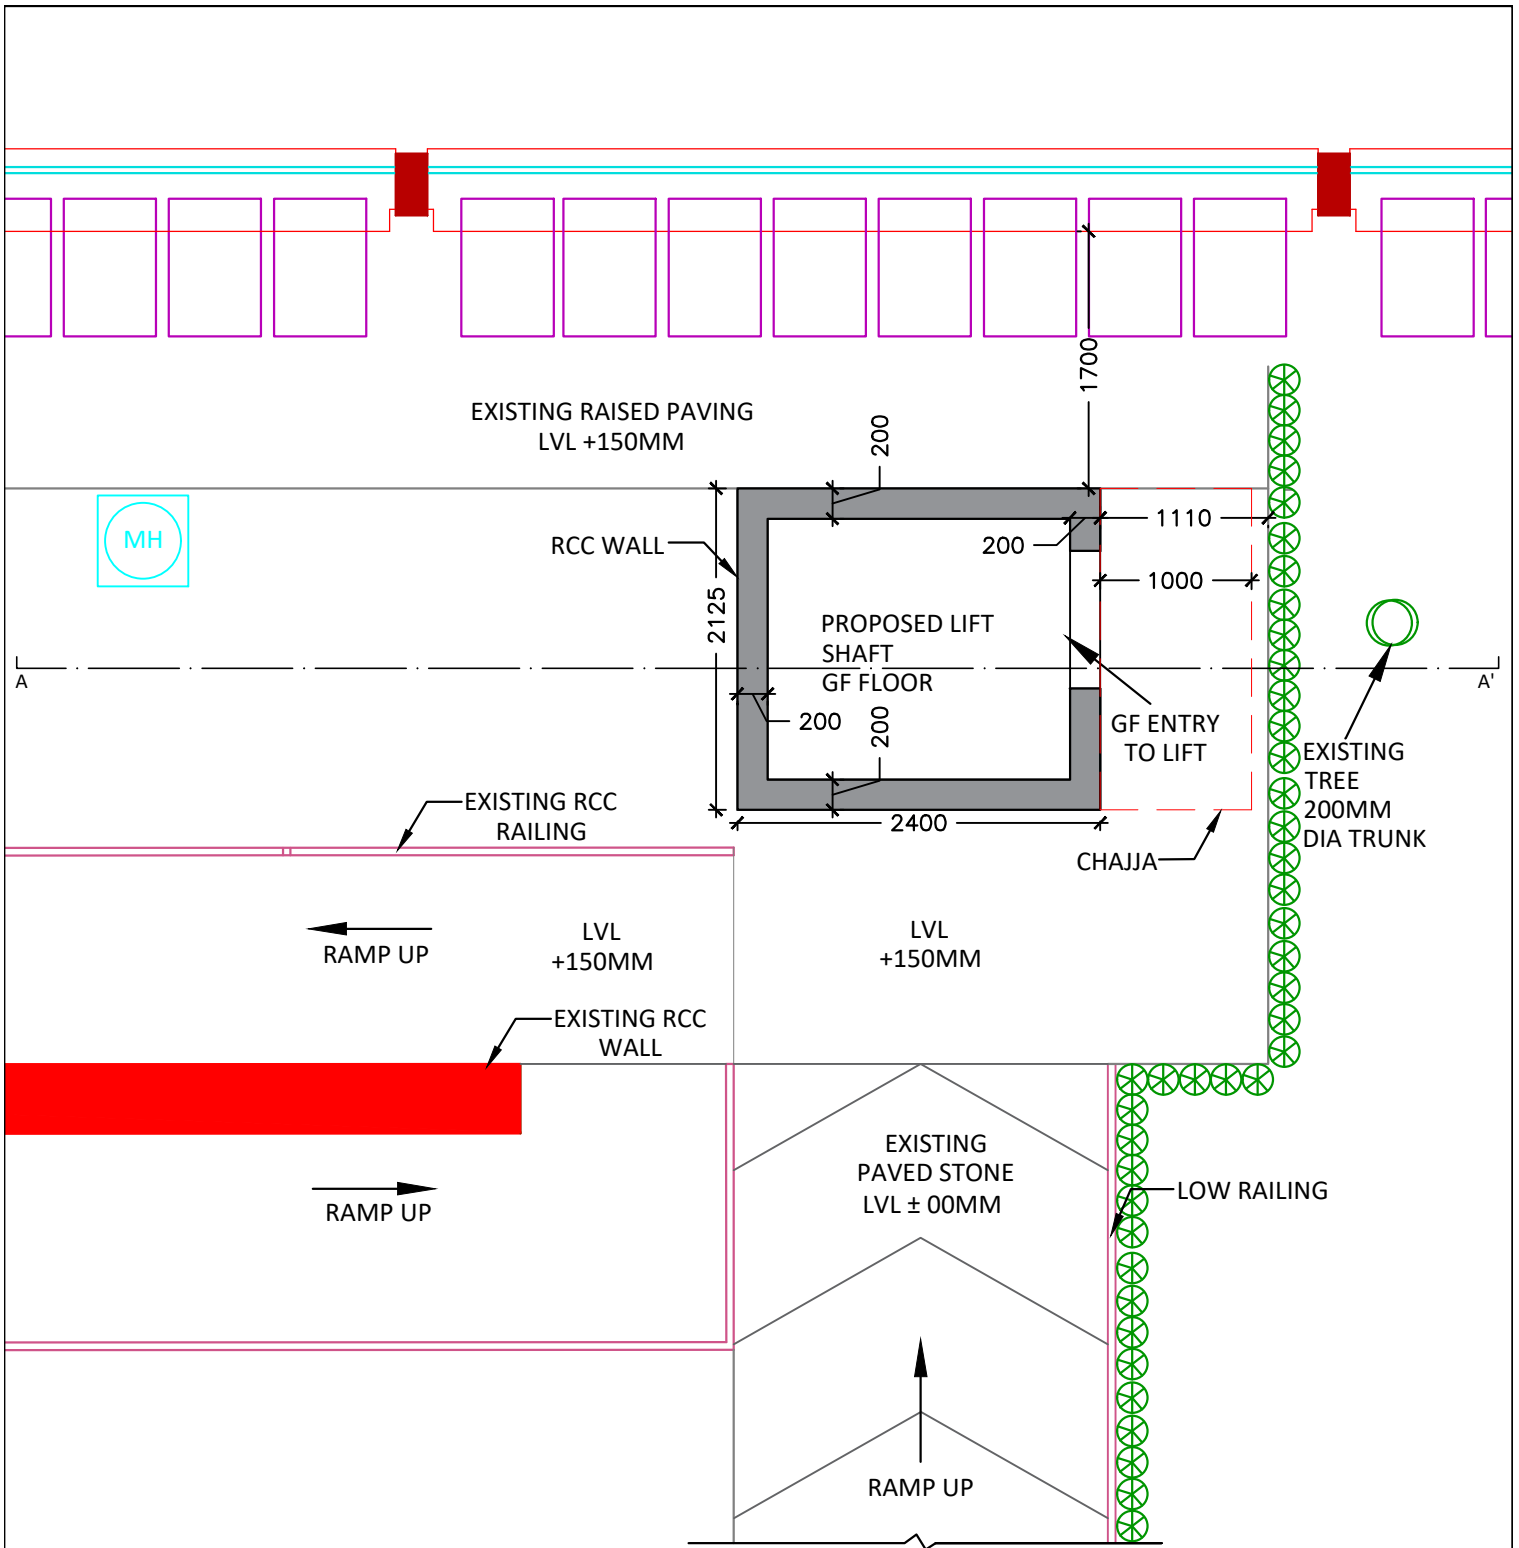 1700
EXISTING RAISED PAVING
LVL +150MM
200
MH
RCC WALL
200
1110
1000
2125
PROPOSED LIFT
SHAFT
GF FLOOR
A
A'
200
200
GF ENTRY
TO LIFT
EXISTING
TREE
200MM
DIA TRUNK
EXISTING RCC
RAILING
2400
CHAJJA
RAMP UP
LVL
+150MM
LVL
+150MM
EXISTING RCC
WALL
EXISTING
PAVED STONE
LVL ± 00MM
RAMP UP
LOW RAILING
RAMP UP